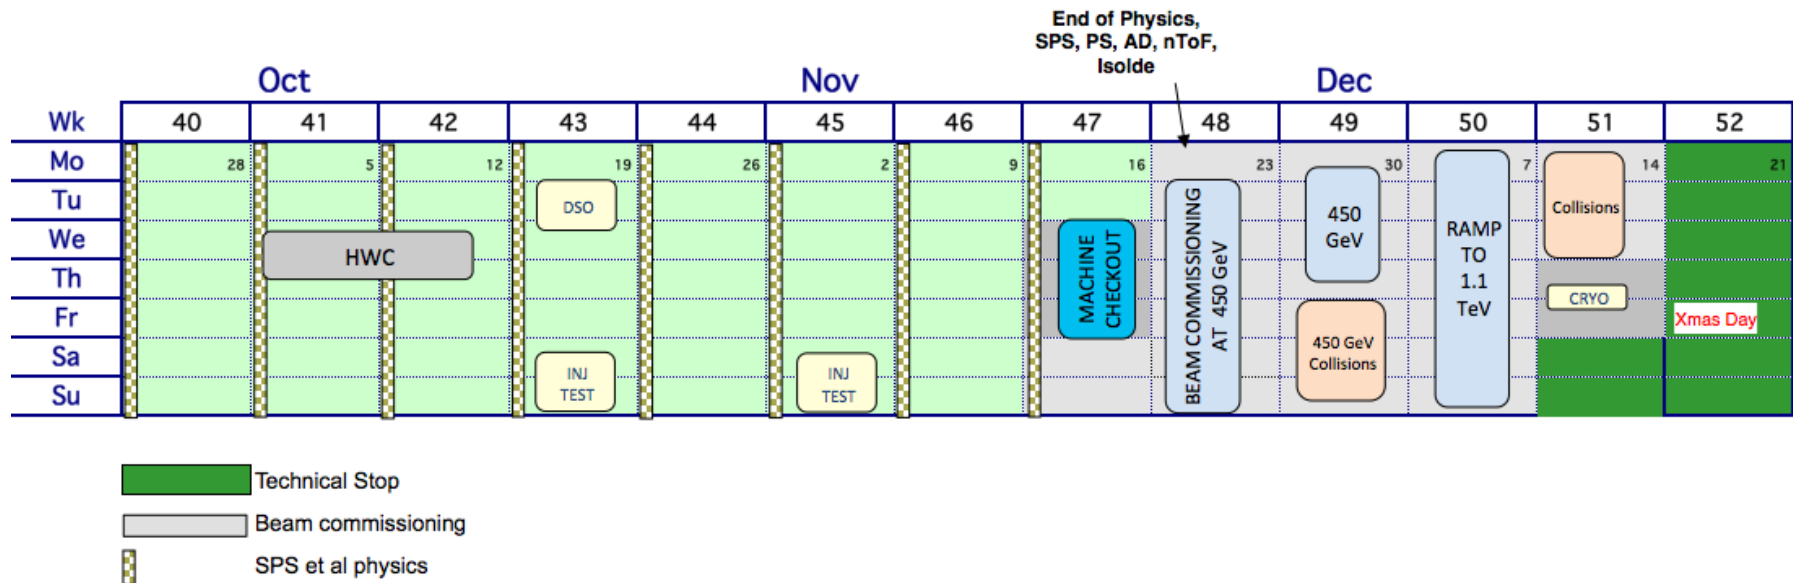 End of Physics,
SPS, PS, AD, nToF,
Isolde
Oct Nov Dec
Wk 40 41 42 43 44 45 46 47 48 49 50 51 52
Mo 28 5 12 19 26 2 9 16 23 30 7 14 21
Tu
We
Th
Fr
Sa
Su
HWC
DSO
INJ
TEST
INJ
TEST
MACHINE
CHECKOUT
BEAM COMMISSIONING
AT 450 GeV
450
GeV
450 GeV
Collisions
RAMP
TO
1.1
TeV
Collisions
CRYO
Xmas Day
Technical Stop
Beam commissioning
SPS et al physics